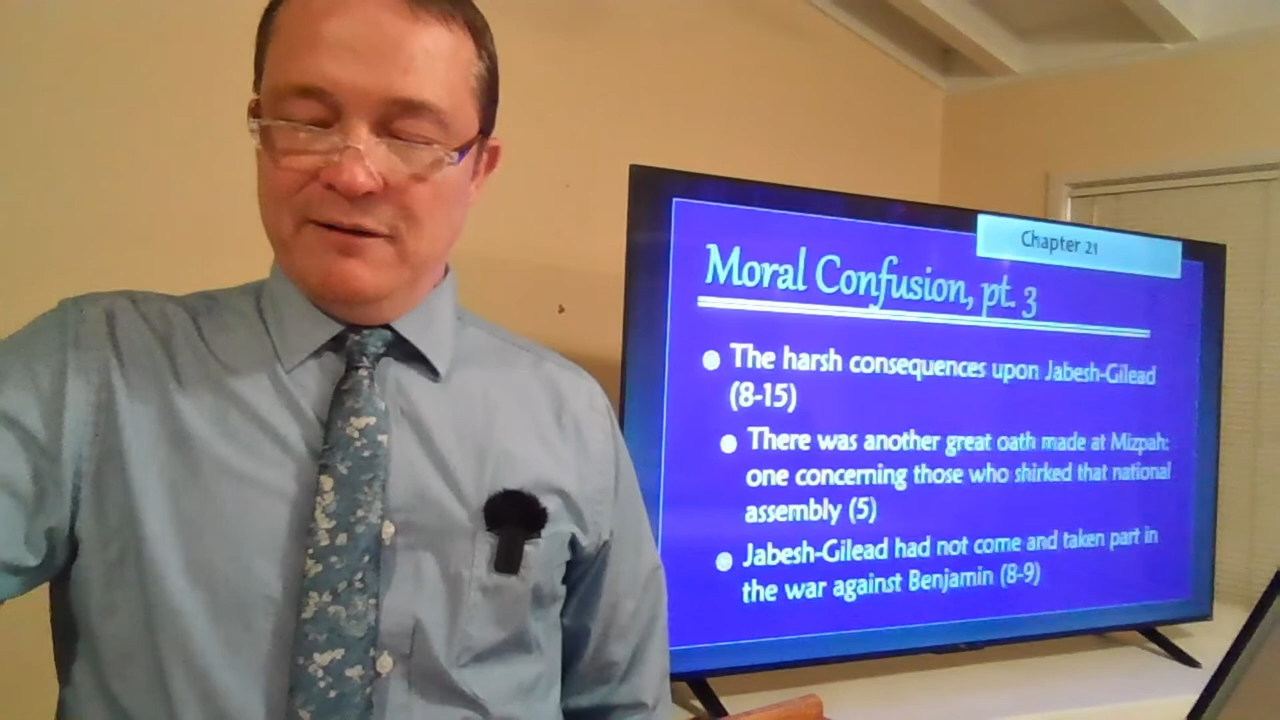 Chapter 21
Moral Confusion, pt. 3
The harsh consequences upon Jabesh-Gilead
(8-15)
There was another great oath made at Mizpah:
one concerning those who shirked that national
assembly (5)
Jabesh-Gilead had not come and taken part in
the war against Benjamin (8-9)